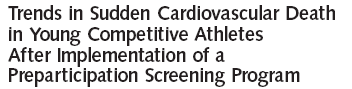 Trends in Sudden Cardiovascular Death
in Young Competitive Athletes
After Implementation of a
Preparticipation Screening Program